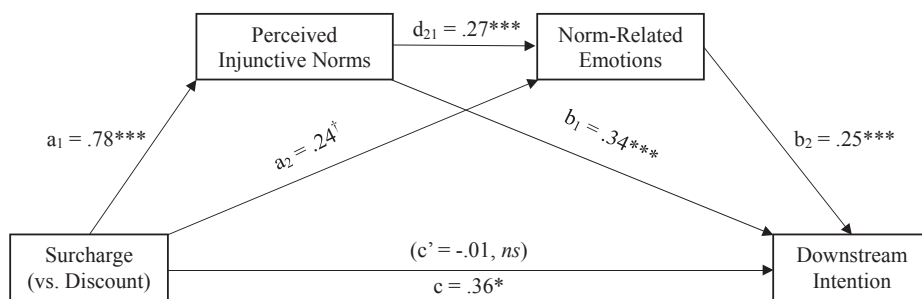 Perceived
Injunctive Norms
d21 = .27***
Norm-Related
Emotions
a1 = .78***
a2 = .24†
b1 = .34***
b2 = .25***
Surcharge
(vs. Discount)
(c’ = -.01, ns)
c = .36*
Downstream
Intention